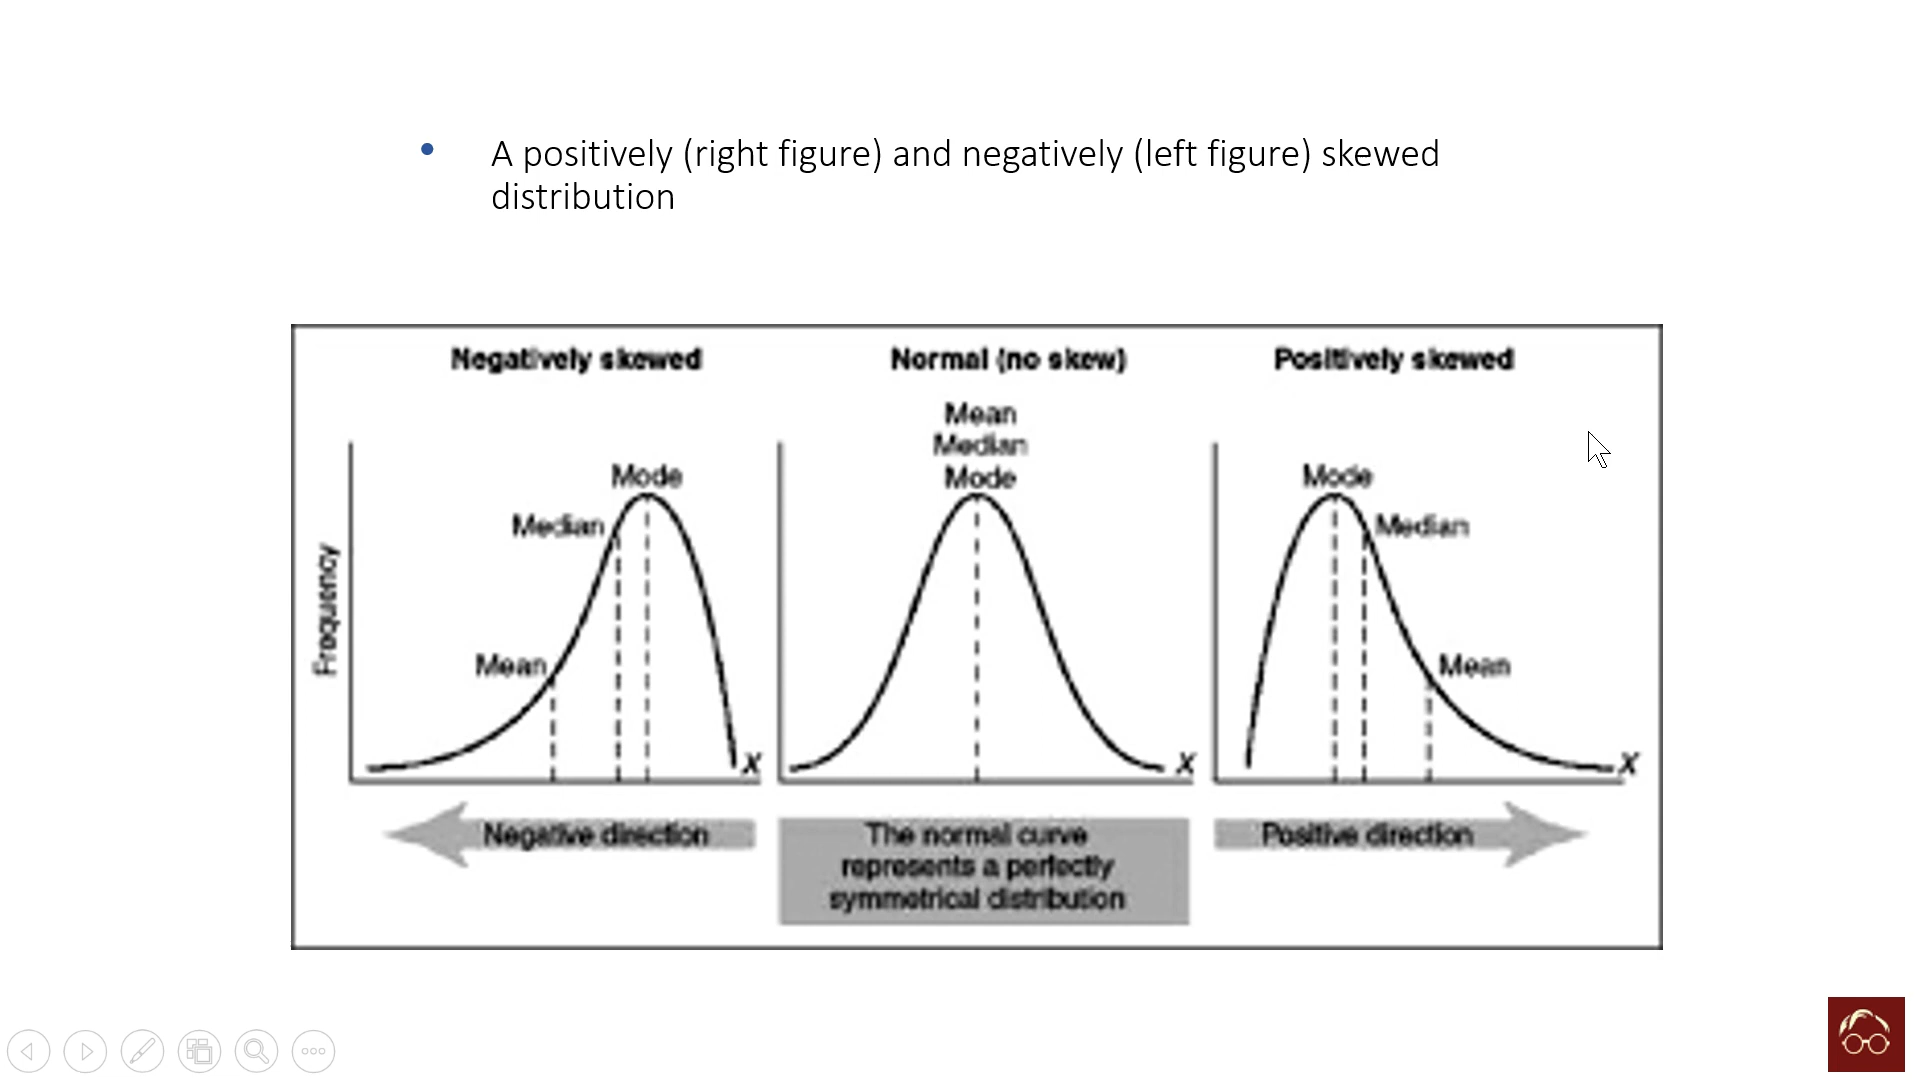 • A positively (right figure) and negatively (left figure) skewed
distribution
Negatively skewed
Normal (no skew)
Positively skewed
Mean
Median
Mode
Mode
Median
Mean
Frequency
X
X
Mode
Median
Mean
X
Negative direction
The normal curve
represents a perfectly
symmetrical distribution
Positive direction